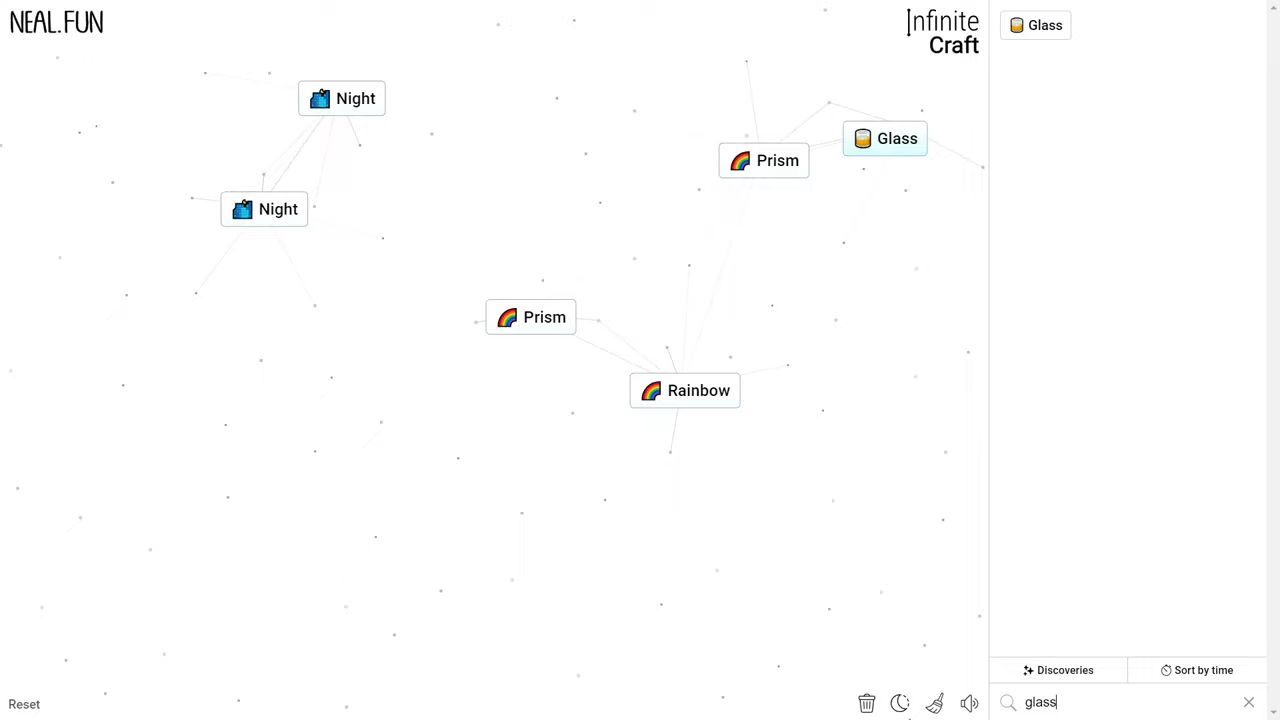 NEAL.FUN
Infinite
Craft
Glass
Night
Glass
Prism
Night
Prism
Rainbow
Discoveries
Sort by time
Reset
glass